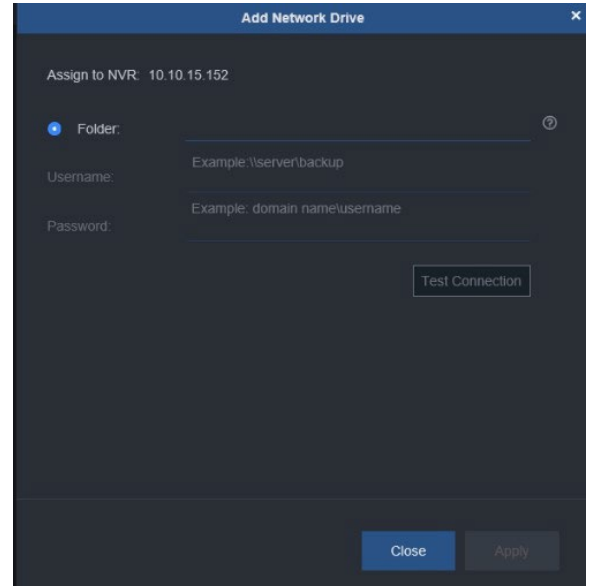 Add Network Drive ×
Assign to NVR: 10.10.15.152
Folder: ?
Example:\\server\backup
Username:
Example: domain name\username
Password:
Test Connection
Close Apply